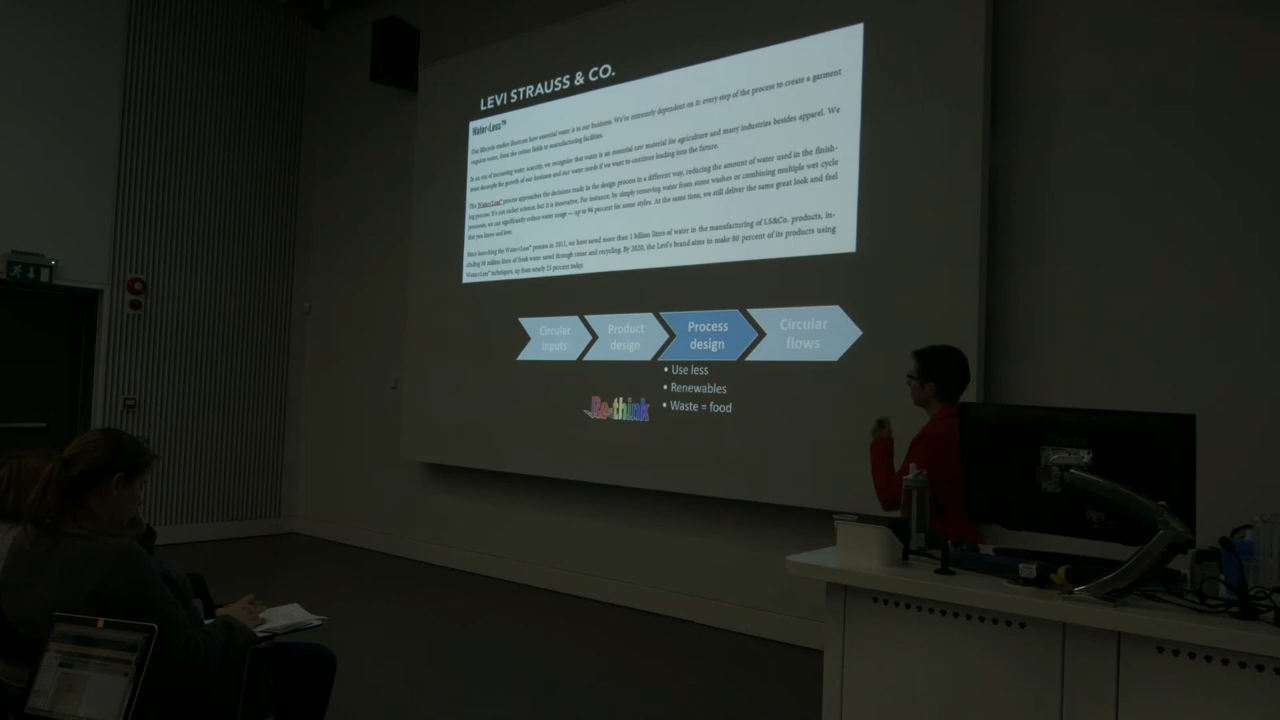 LEVI STRAUSS & CO.
Water<Less™
Our lifecycle studies illustrate how essential water is to our business. We're extremely dependent on it; every step of the process to create a garment
requires water, from the cotton fields to manufacturing facilities.
In an era of increasing water scarcity, we recognize that water is an essential raw material for agriculture and many industries besides apparel. We
must decouple the growth of our business and our water needs if we want to continue leading into the future.
The Water<Less™ process approaches the decisions made in the design process in a different way, reducing the amount of water used in the finish-
ing process. It's not rocket science, but it is innovative. For instance, by simply removing water from stone washes or combining multiple wet cycle
processes, we can significantly reduce water usage — up to 96 percent for some styles. At the same time, we still deliver the same great look and feel
that you know and love.
Since launching the Water<Less™ process in 2011, we have saved more than 1 billion liters of water in the manufacturing of LS&Co. products, in-
cluding 30 million liters of fresh water saved through reuse and recycling. By 2020, the Levi's brand aims to make 80 percent of its products using
Water<Less™ techniques, up from nearly 25 percent today.
Circular inputs
Product design
Process design
Circular flows
• Use less
• Renewables
• Waste = food
Re-think